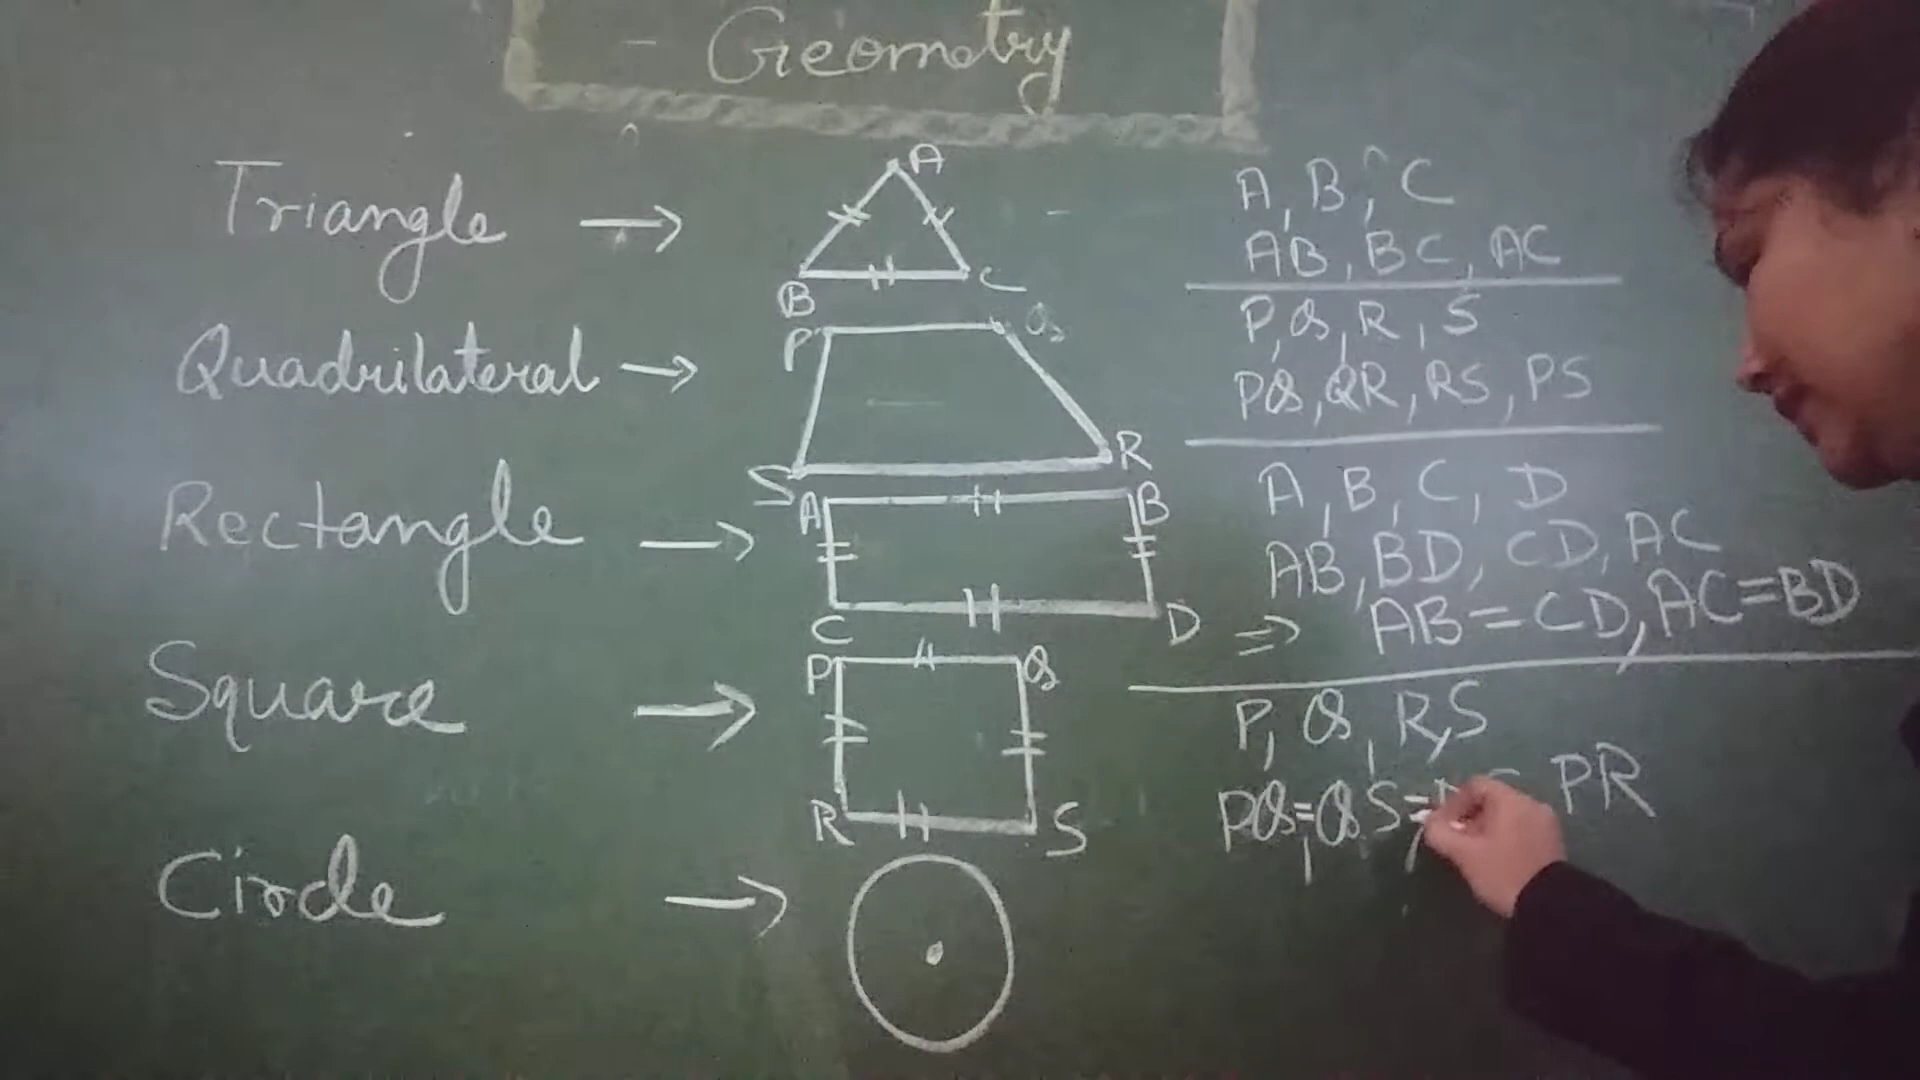 - Geometry
Triangle →
A
B
C
A, B, C
AB, BC, AC
Quadrilateral →
P
Q
S
R
P, Q, R, S
PQ, QR, RS, PS
Rectangle →
A
B
C
D
A, B, C, D
AB, BD, CD, AC
⇒ AB = CD, AC = BD
Square →
P
Q
R
S
P, Q, R, S
PQ = QS = PR
Circle →